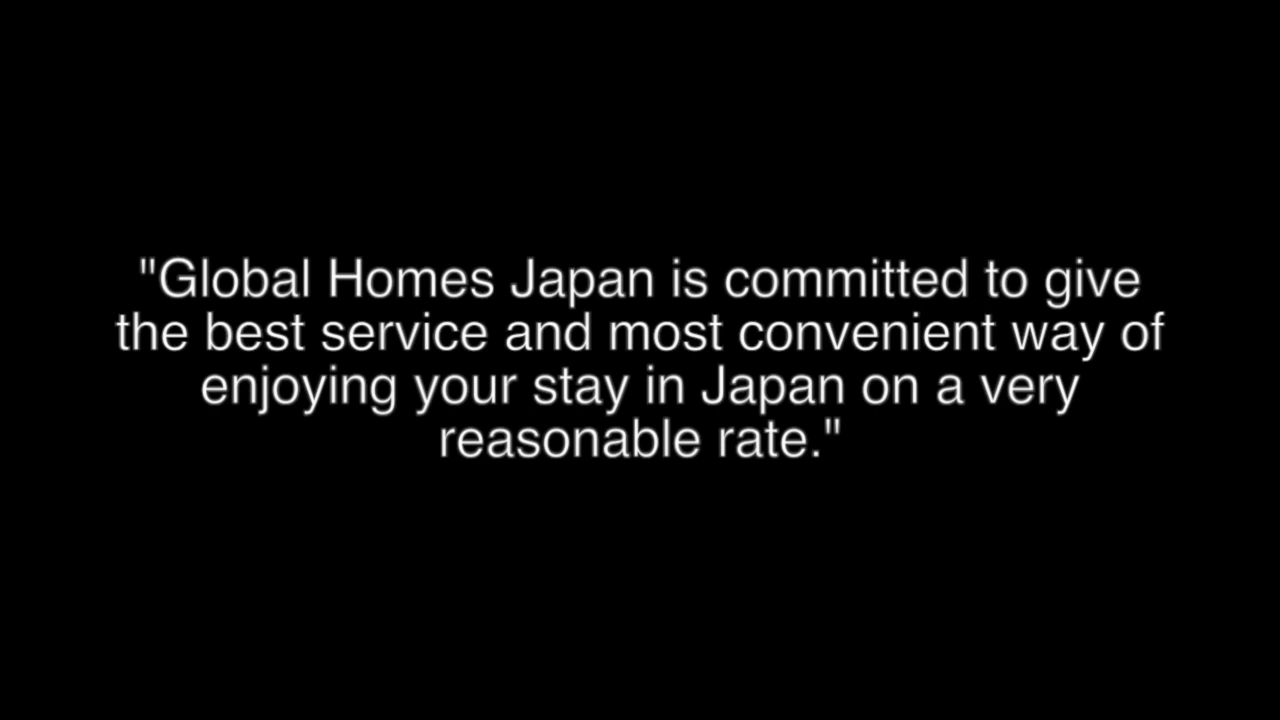 "Global Homes Japan is committed to give
the best service and most convenient way of
enjoying your stay in Japan on a very
reasonable rate."